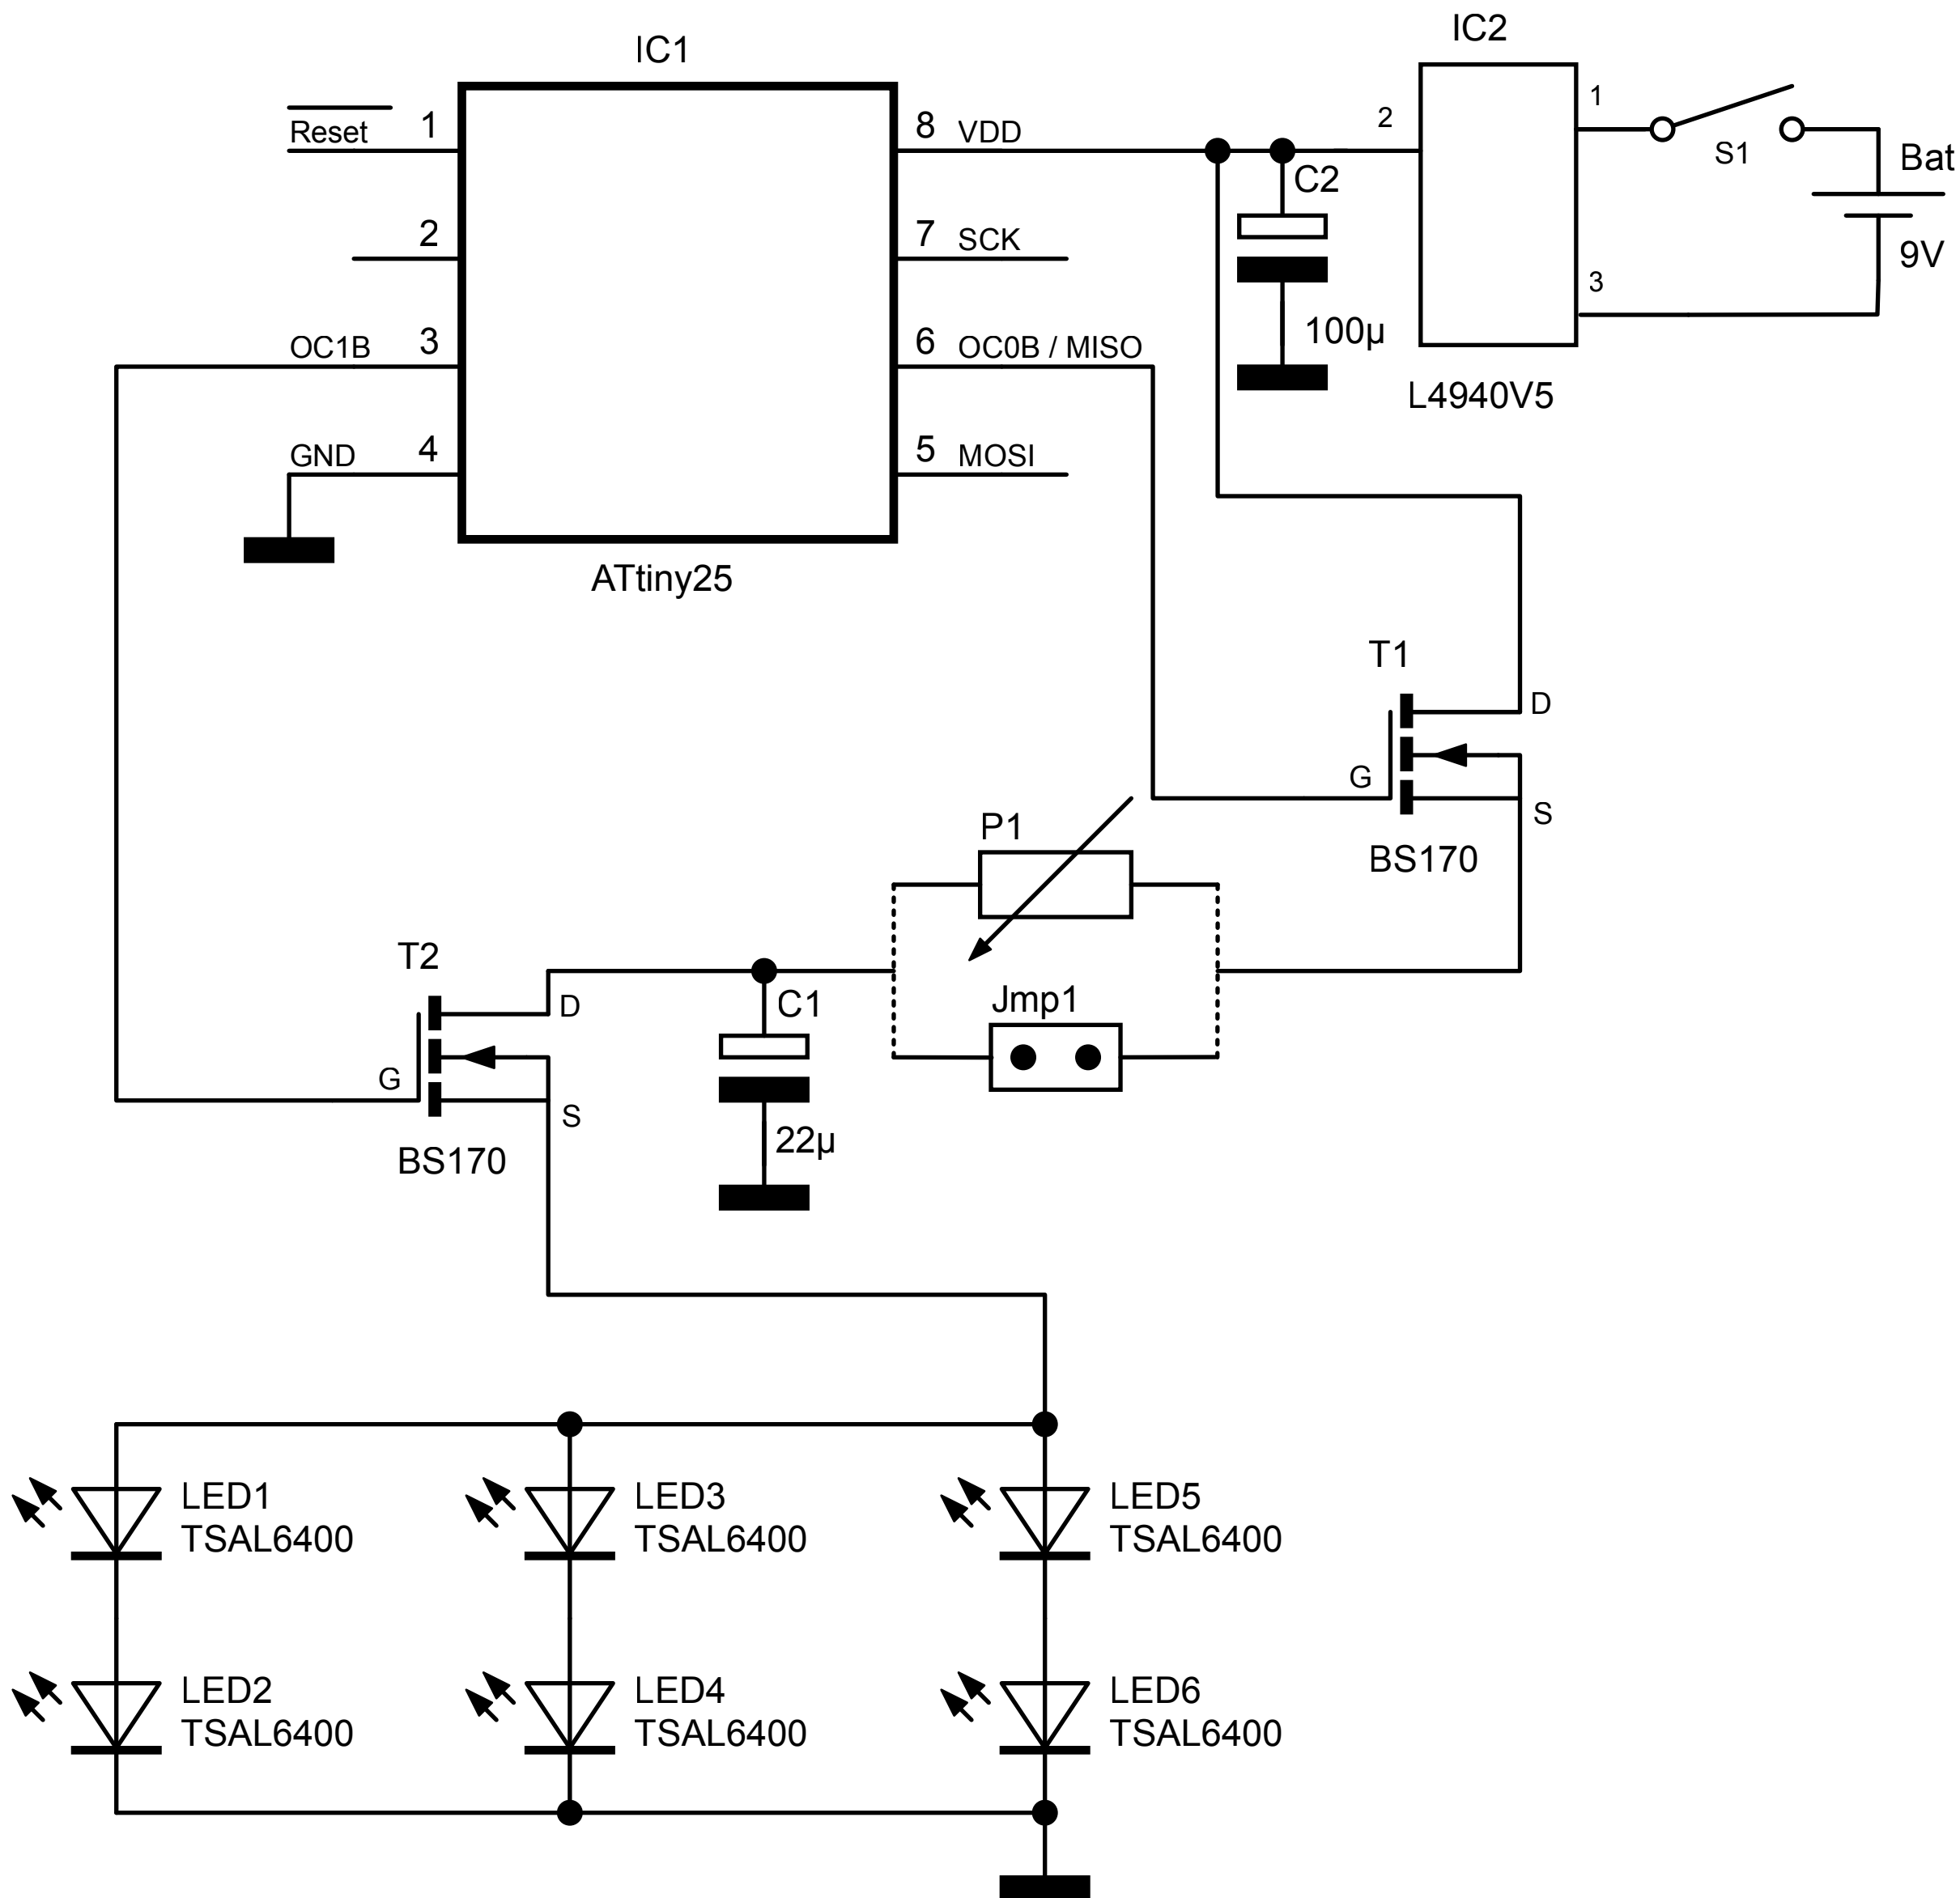 IC1
IC2
Reset
1
8
VDD
2
1
S1
Bat
9V
C2
100µ
2
7
SCK
3
OC1B
3
6
OC0B / MISO
L4940V5
GND
4
5
MOSI
ATtiny25
T1
D
G
S
BS170
P1
Jmp1
T2
D
G
S
BS170
C1
22µ
LED1
TSAL6400
LED3
TSAL6400
LED5
TSAL6400
LED2
TSAL6400
LED4
TSAL6400
LED6
TSAL6400